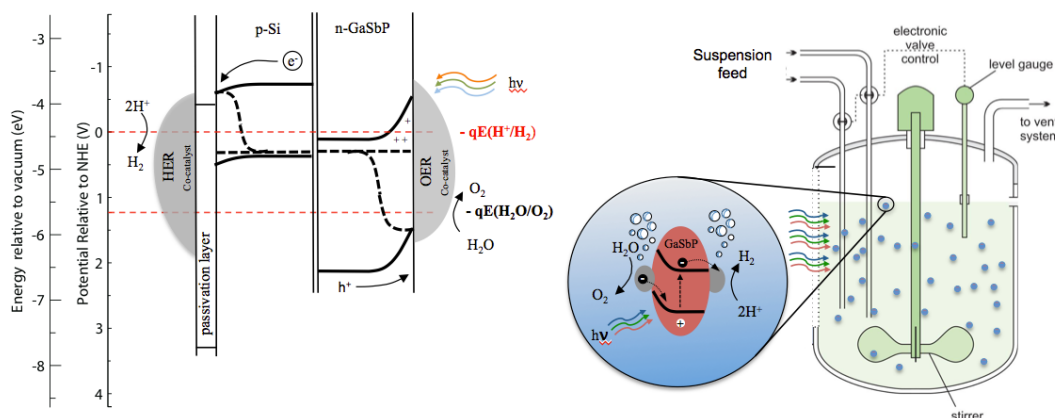 Energy relative to vacuum (eV)
-3
-4
-5
-6
-7
-8
Potential Relative to NHE (V)
-1
0
1
2
3
4
p-Si
n-GaSbP
e-
2H+
H2
HER
Co-catalyst
passivation layer
+
++
h+
OER
Co-catalyst
hν
- qE(H+/H2)
O2
- qE(H2O/O2)
H2O
Suspension
feed
electronic
valve
control
level gauge
to vent
system
GaSbP
H2O
H2
O2
2H+
hν
+
stirrer